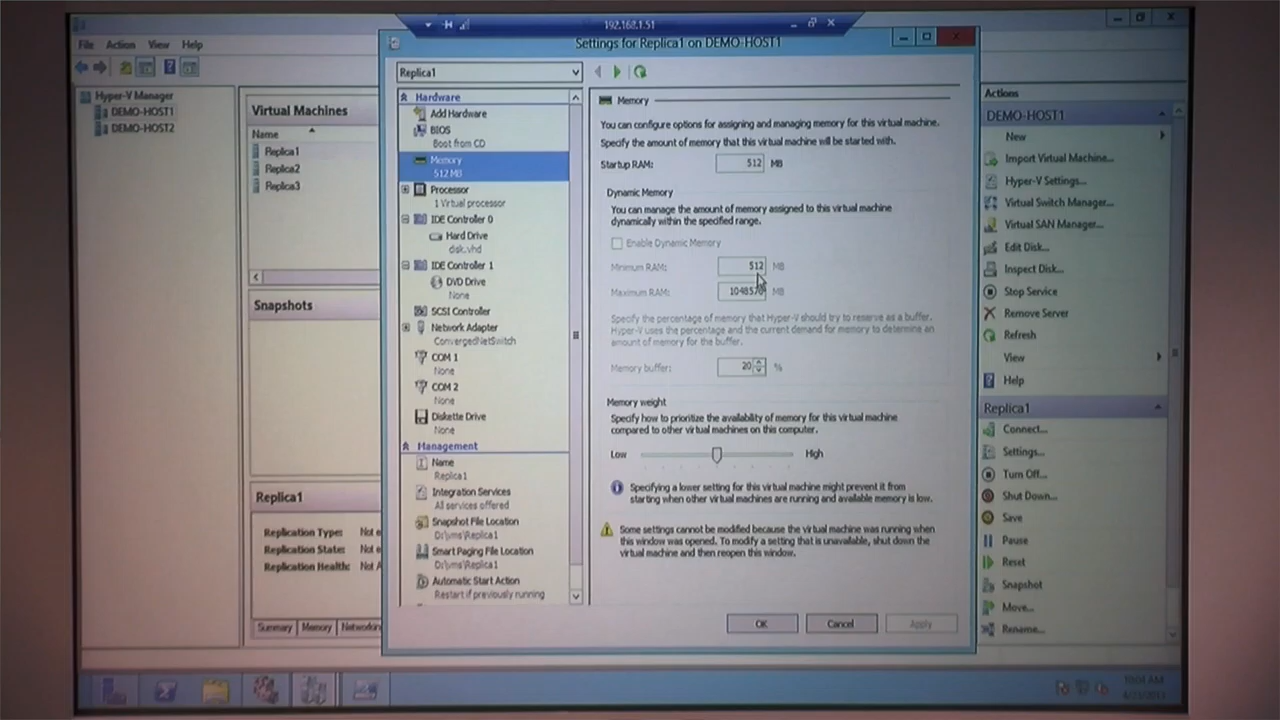 192.168.1.51
Settings for Replica1 on DEMO-HOST1
File Action View Help
Hyper-V Manager
DEMO-HOST1
DEMO-HOST2
Virtual Machines
Name
Replica1
Replica2
Replica3
Snapshots
Replica1
Replication Type: Not e
Replication State: Not e
Replication Health: Not A
Summary Memory Networkin
Replica1
Hardware
Add Hardware
BIOS
Boot from CD
Memory
512 MB
Processor
1 Virtual processor
IDE Controller 0
Hard Drive
disk.vhd
IDE Controller 1
DVD Drive
None
SCSI Controller
Network Adapter
ConvergedNetSwitch
COM 1
None
COM 2
None
Diskette Drive
None
Management
Name
Replica1
Integration Services
All services offered
Snapshot File Location
D:\vms\Replica1
Smart Paging File Location
D:\vms\Replica1
Automatic Start Action
Restart if previously running
Memory
You can configure options for assigning and managing memory for this virtual machine.
Specify the amount of memory that this virtual machine will be started with.
Startup RAM: 512 MB
Dynamic Memory
You can manage the amount of memory assigned to this virtual machine
dynamically within the specified range.
Enable Dynamic Memory
Minimum RAM: 512 MB
Maximum RAM: 1048576 MB
Specify the percentage of memory that Hyper-V should try to reserve as a buffer.
Hyper-V uses the percentage and the current demand for memory to determine an
amount of memory for the buffer.
Memory buffer: 20 %
Memory weight
Specify how to prioritize the availability of memory for this virtual machine
compared to other virtual machines on this computer.
Low High
Specifying a lower setting for this virtual machine might prevent it from
starting when other virtual machines are running and available memory is low.
Some settings cannot be modified because the virtual machine was running when
this window was opened. To modify a setting that is unavailable, shut down the
virtual machine and then reopen this window.
OK Cancel Apply
Actions
DEMO-HOST1
New
Import Virtual Machine...
Hyper-V Settings...
Virtual Switch Manager...
Virtual SAN Manager...
Edit Disk...
Inspect Disk...
Stop Service
Remove Server
Refresh
View
Help
Replica1
Connect...
Settings...
Turn Off...
Shut Down...
Save
Pause
Reset
Snapshot
Move...
Rename...
10:04 AM